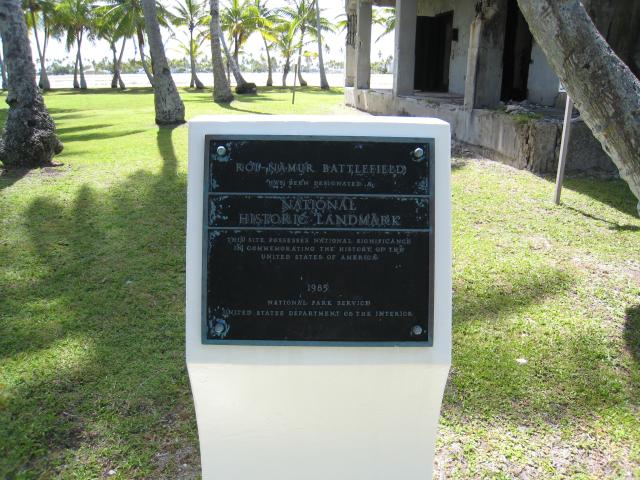 ROI-NAMUR BATTLEFIELD
HAS BEEN DESIGNATED A
NATIONAL
HISTORIC LANDMARK
THIS SITE POSSESSES NATIONAL SIGNIFICANCE
IN COMMEMORATING THE HISTORY OF THE
UNITED STATES OF AMERICA
1985
NATIONAL PARK SERVICE
UNITED STATES DEPARTMENT OF THE INTERIOR